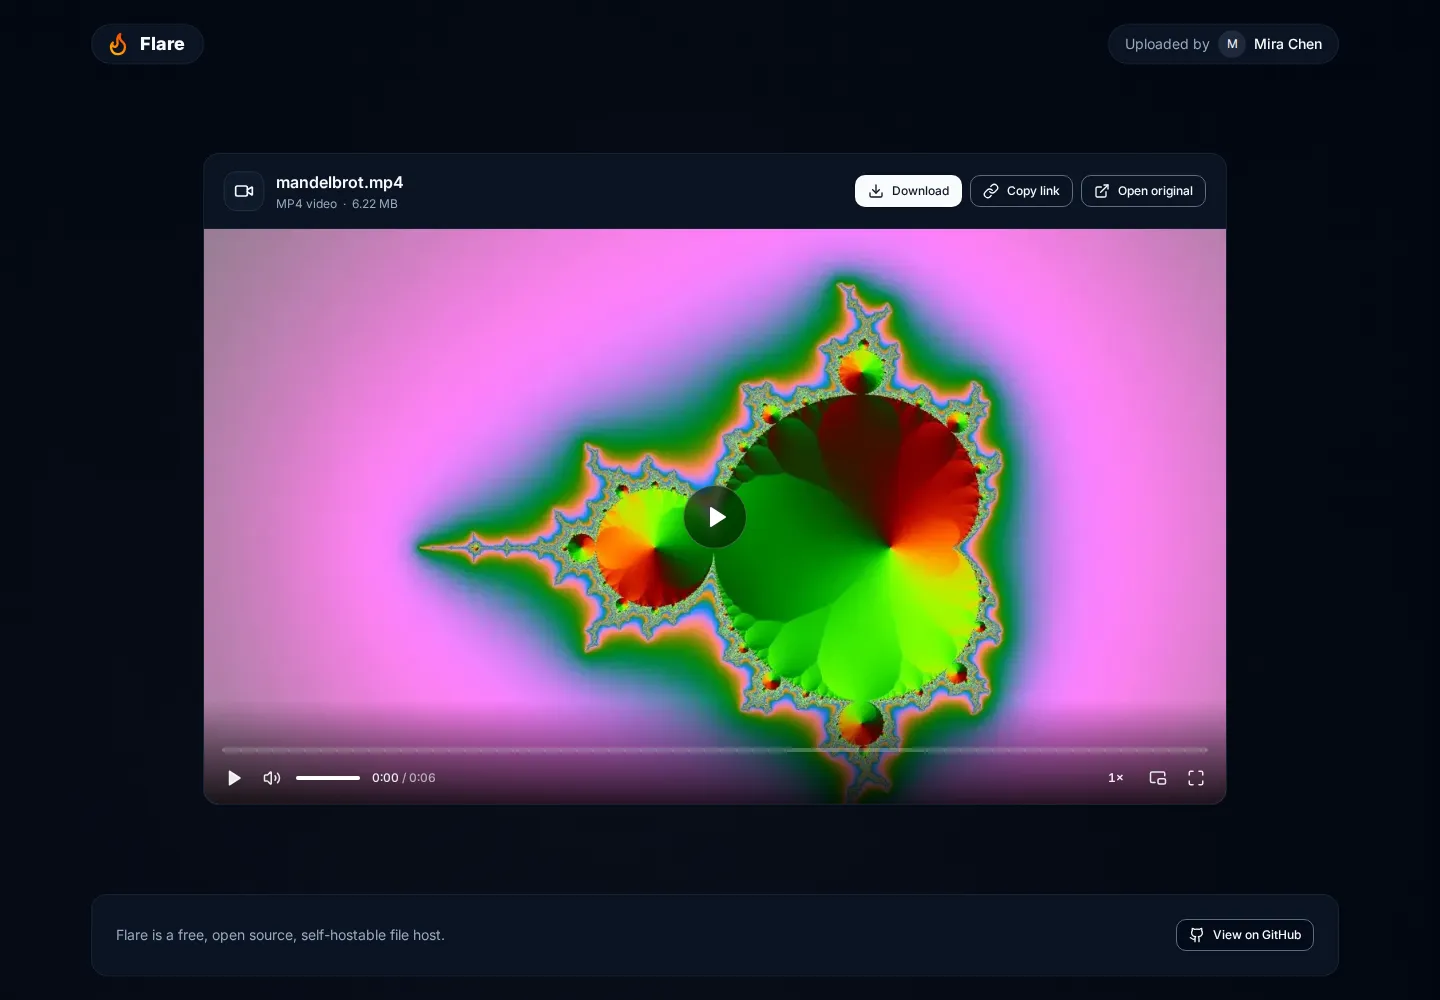 Flare
Uploaded by M Mira Chen
mandelbrot.mp4
MP4 video · 6.22 MB
Download
Copy link
Open original
0:00 / 0:06
1×
Flare is a free, open source, self-hostable file host.
View on GitHub